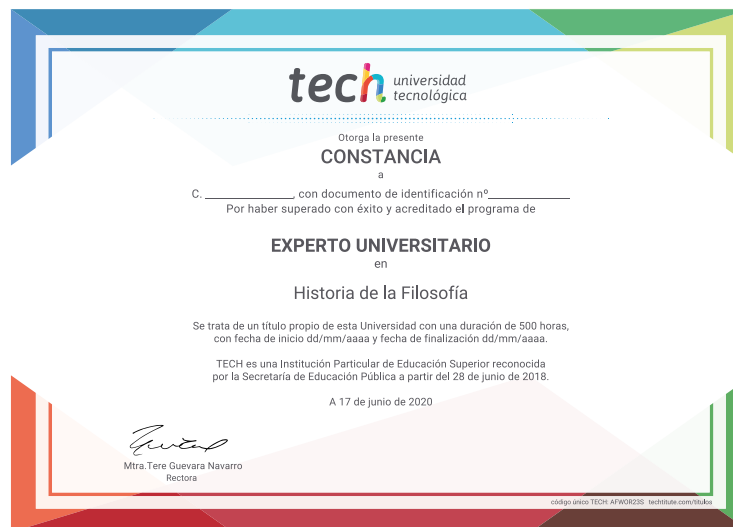 tech universidad
tecnológica
Otorga la presente
CONSTANCIA
a
C. ______________, con documento de identificación nº______________
Por haber superado con éxito y acreditado el programa de
EXPERTO UNIVERSITARIO
en
Historia de la Filosofía
Se trata de un título propio de esta Universidad con una duración de 500 horas,
con fecha de inicio dd/mm/aaaa y fecha de finalización dd/mm/aaaa.
TECH es una Institución Particular de Educación Superior reconocida
por la Secretaría de Educación Pública a partir del 28 de junio de 2018.
A 17 de junio de 2020
Mtra.Tere Guevara Navarro
Rectora
código único TECH: AFWOR23S techtitute.com/titulos